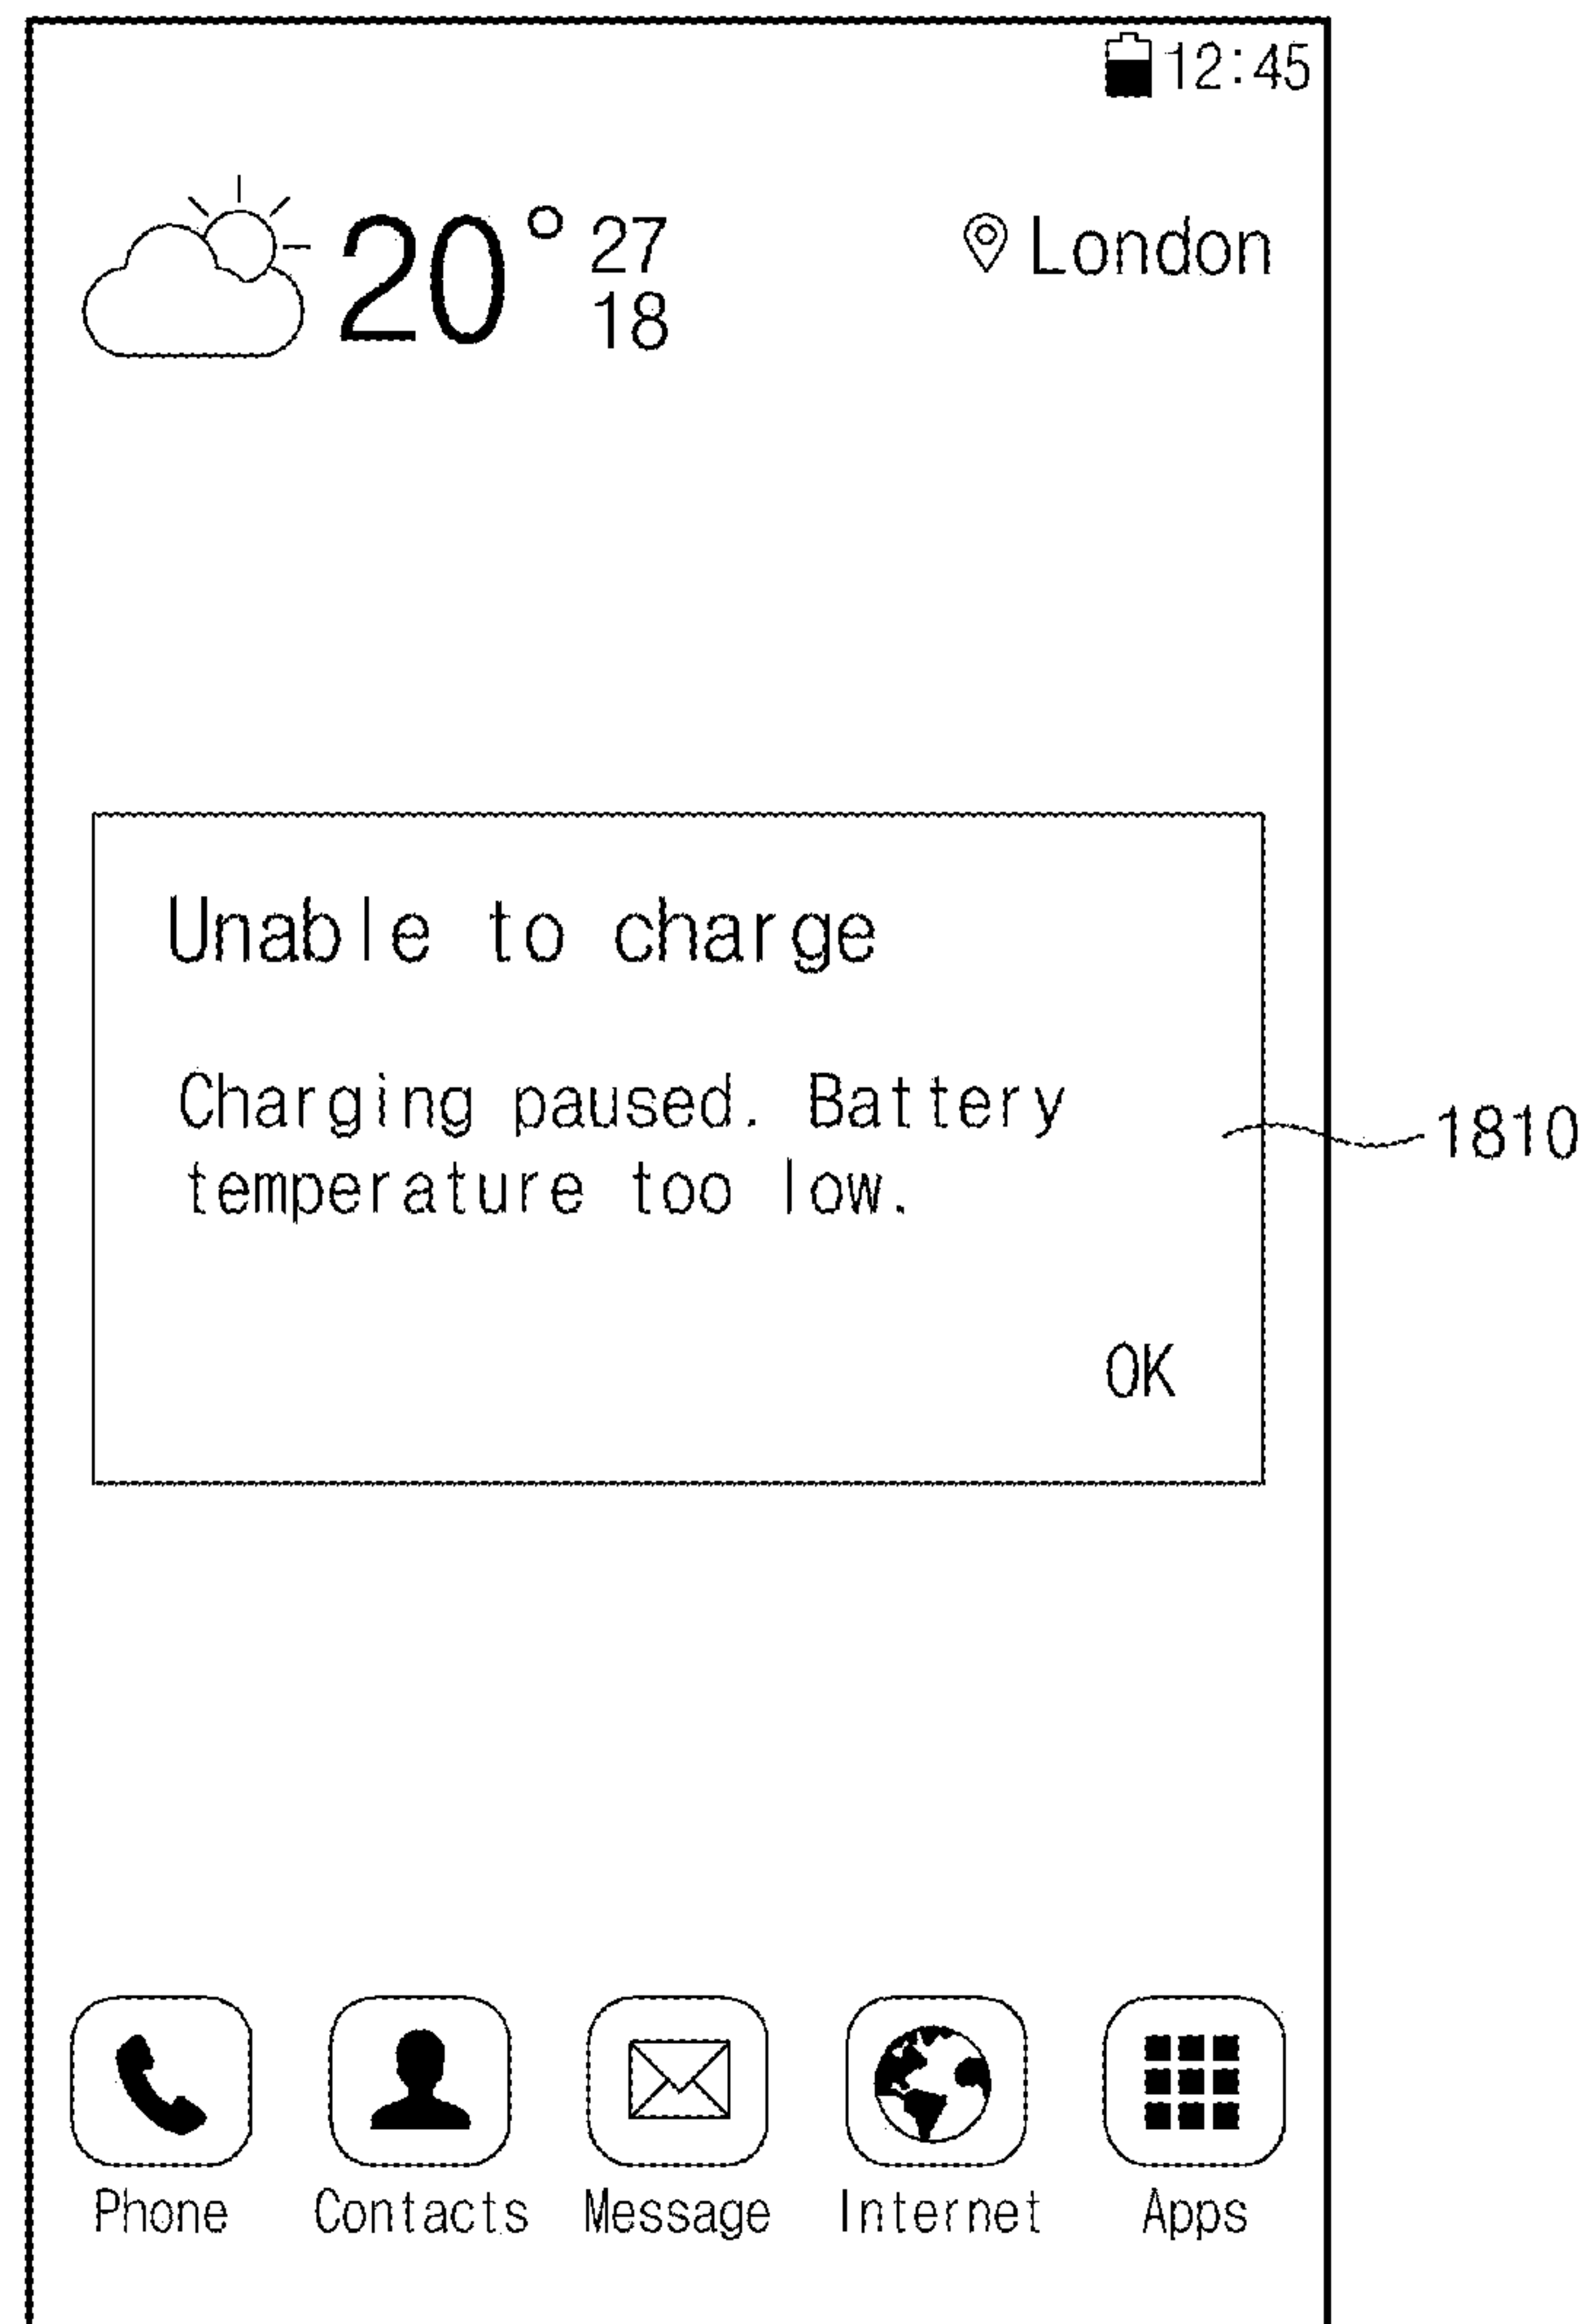 12:45
20° 27
18
London
Unable to charge
Charging paused. Battery
temperature too low.
1810
OK
Phone Contacts Message Internet Apps